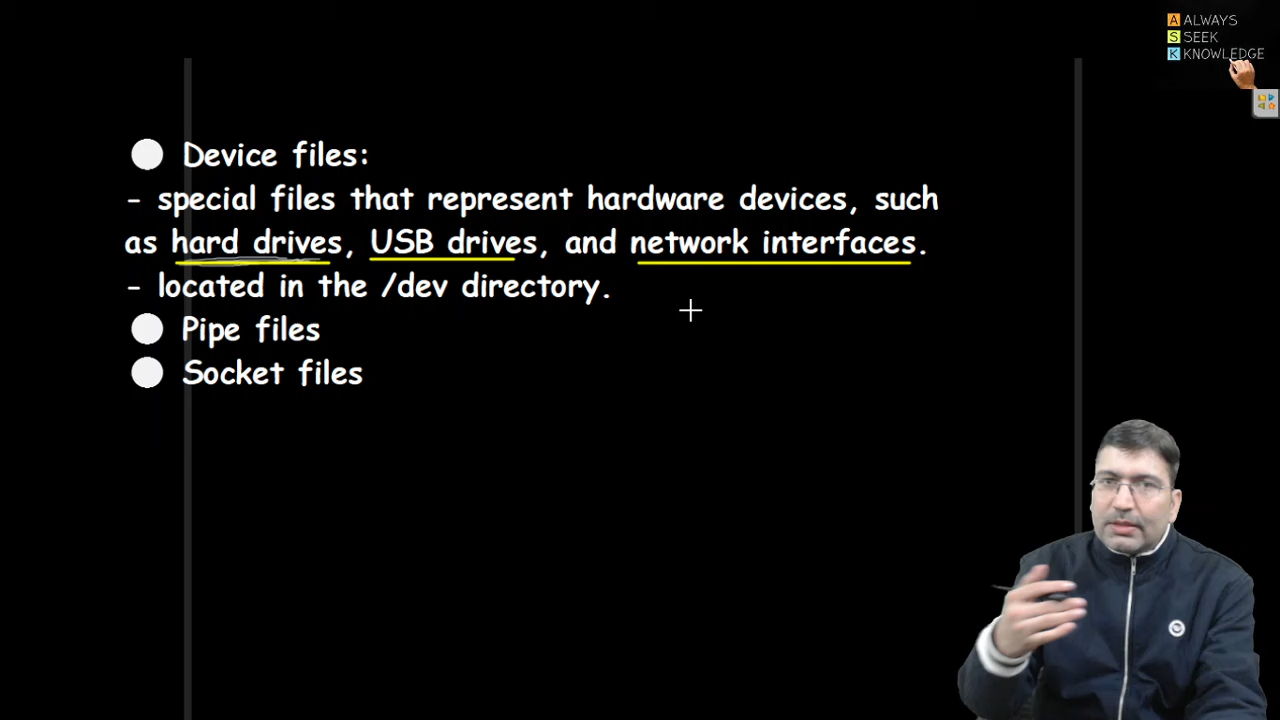 A ALWAYS
S SEEK
K KNOWLEDGE
Device files:
- special files that represent hardware devices, such
as hard drives, USB drives, and network interfaces.
- located in the /dev directory.
Pipe files
Socket files